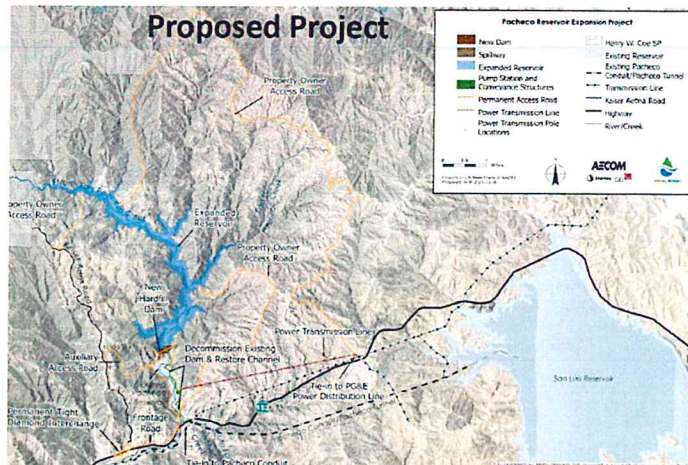 Proposed Project
Pacheco Reservoir Expansion Project
New Dam
Spillway
Expanded Reservoir
Pump Station and
Conveyance Structures
Permanent Access Road
Power Transmission Line
Power Transmission Pole
Locations
Henry W. Coe SP
Existing Reservoir
Existing Pacheco
Conduit/Pacheco Tunnel
Transmission Line
Kaiser Aetna Road
Highway
River/Creek
AECOM
Property Owner
Access Road
Property Owner
Access Road
Expanded
Reservoir
Property Owner
Access Road
New
Hardfill
Dam
Power Transmission Lines
Decommission Existing
Dam & Restore Channel
Auxiliary
Access Road
Tie-in to PG&E
Power Distribution Line
San Luis Reservoir
152
Permanent Tight
Diamond Interchange
Frontage
Road
Tie-in to Pacheco Conduit